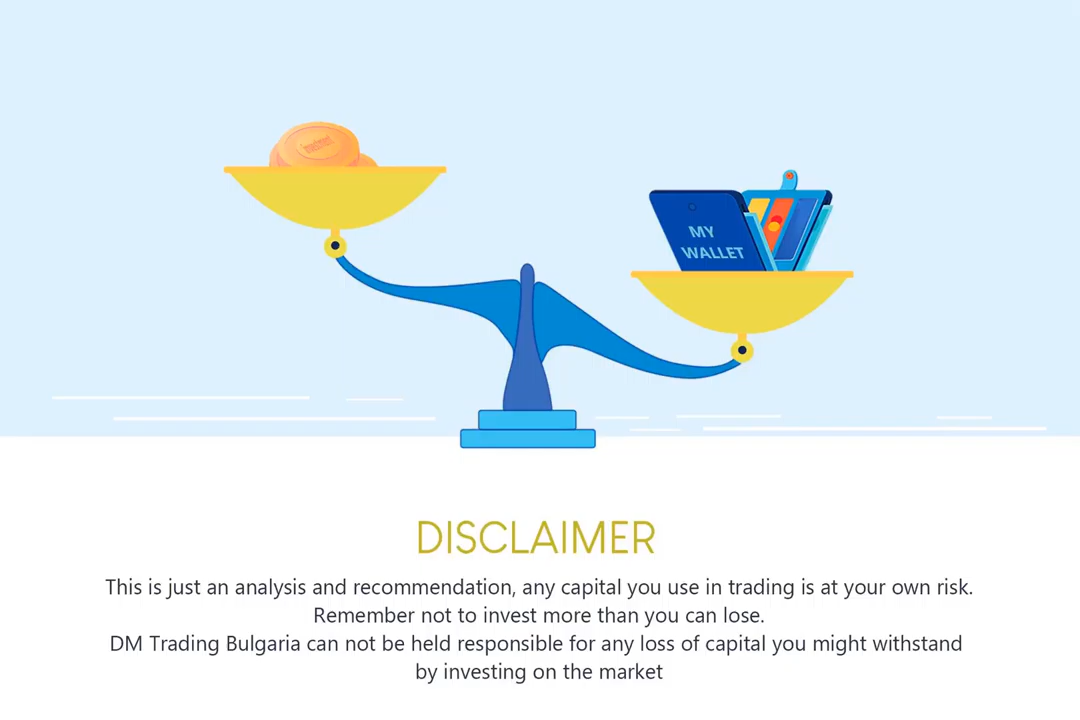 Investment
MY
WALLET
DISCLAIMER
This is just an analysis and recommendation, any capital you use in trading is at your own risk.
Remember not to invest more than you can lose.
DM Trading Bulgaria can not be held responsible for any loss of capital you might withstand
by investing on the market